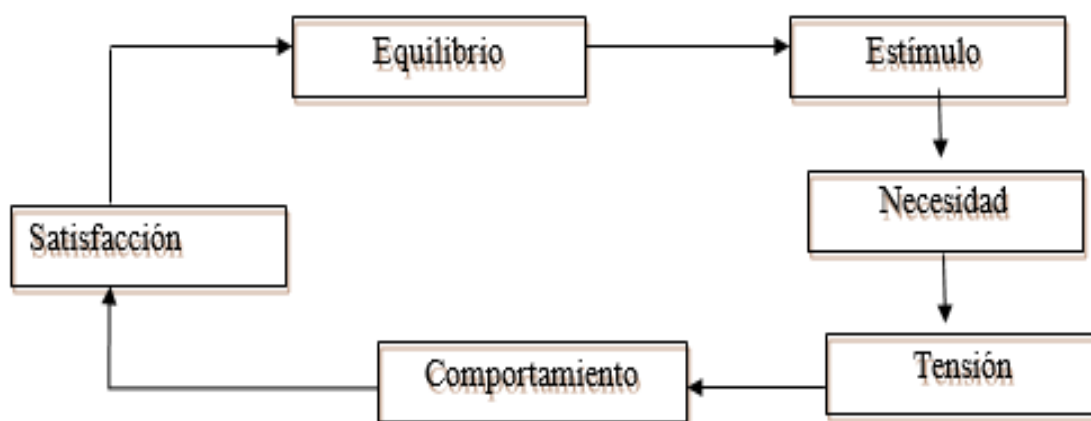 Equilibrio
Estímulo
Necesidad
Satisfacción
Tensión
Comportamiento